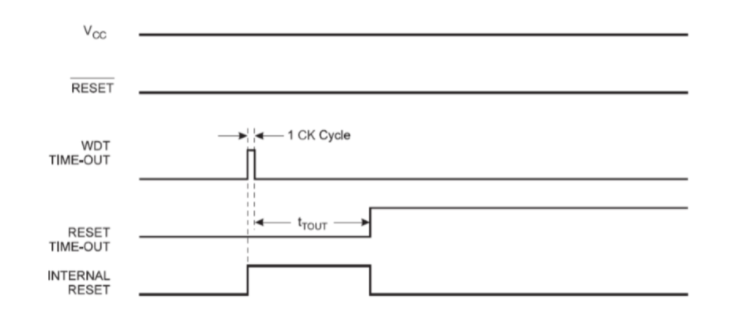 VCC
RESET
1 CK Cycle
WDT
TIME-OUT
tTOUT
RESET
TIME-OUT
INTERNAL
RESET